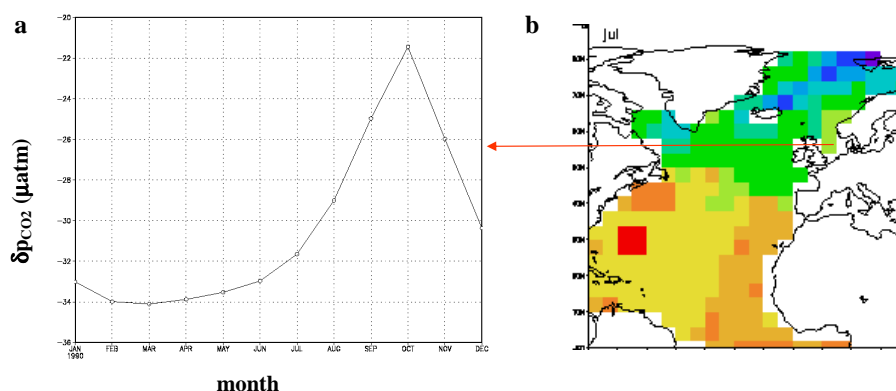 a
-20
-22
-24
-26
-28
-30
-32
-34
-36
δpCO2 (μatm)
JAN FEB MAR APR MAY JUN JUL AUG SEP OCT NOV DEC
1990
month
b
Jul